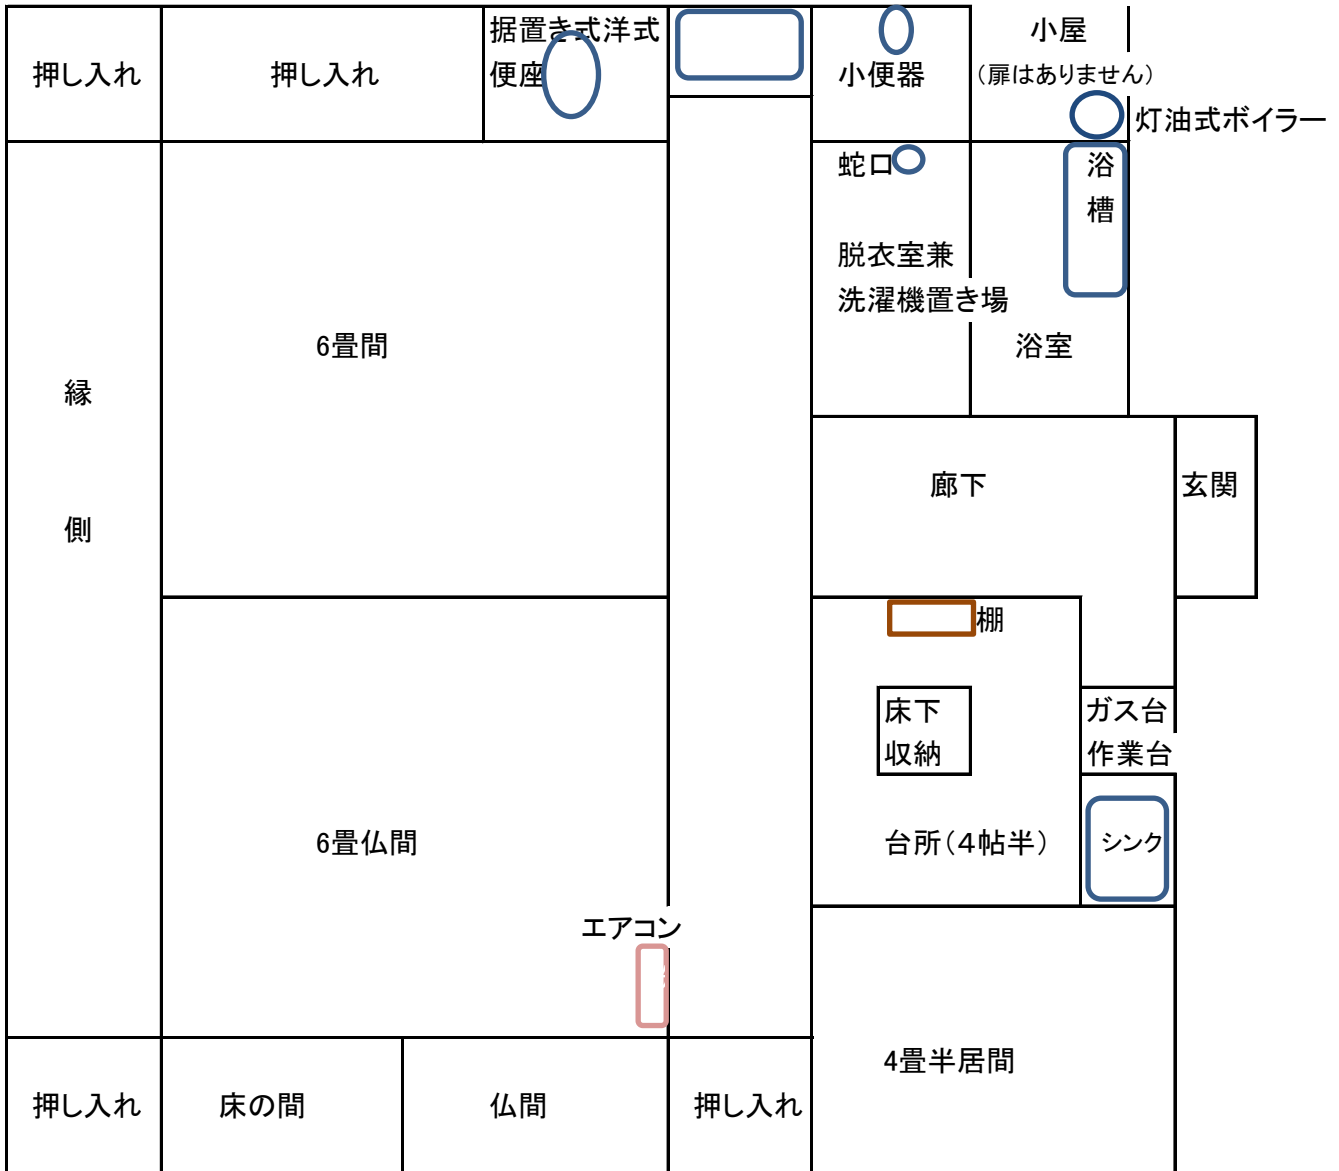 据置き式洋式
便座
小屋
押し入れ
押し入れ
小便器
(扉はありません)
灯油式ボイラー
蛇口
浴
槽
脱衣室兼
洗濯機置き場
6畳間
浴室
縁
側
廊下
玄関
棚
床下
収納
ガス台
作業台
6畳仏間
台所(4帖半)
シンク
エアコン
4畳半居間
押し入れ
床の間
仏間
押し入れ